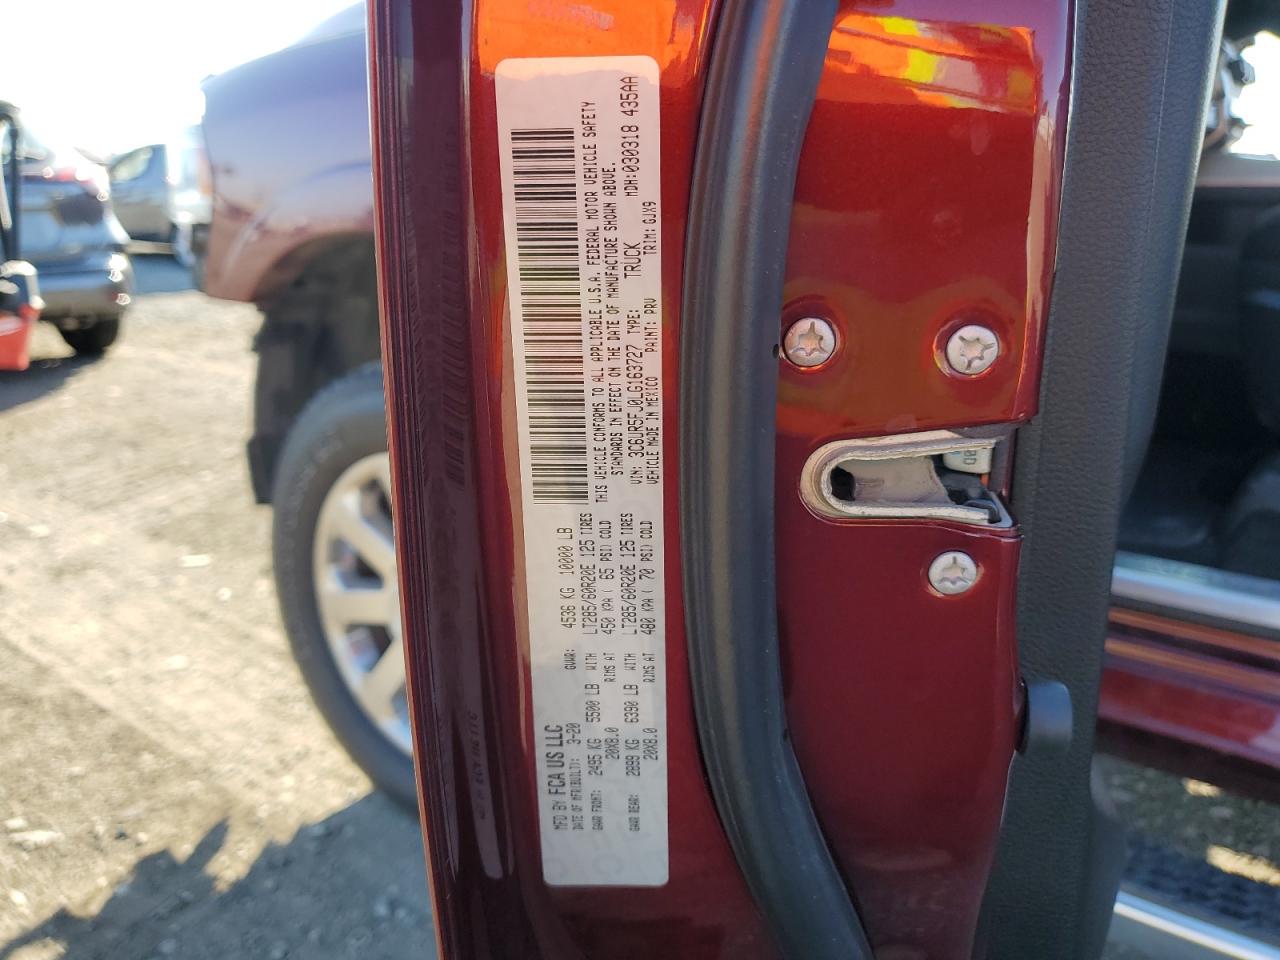 MFD BY FCA US LLC
DATE OF MFR(BUILT): 3-20 GVWR: 4536 KG 10000 LB
GAWR FRONT: 2495 KG 5500 LB WITH LT285/60R20E 125 TIRES
20X8.0 RIMS AT 450 KPA( 65 PSI) COLD
GAWR REAR: 2899 KG 6390 LB WITH LT285/60R20E 125 TIRES
20X8.0 RIMS AT 480 KPA( 70 PSI) COLD
THIS VEHICLE CONFORMS TO ALL APPLICABLE U.S.A. FEDERAL MOTOR VEHICLE SAFETY
STANDARDS IN EFFECT ON THE DATE OF MANUFACTURE SHOWN ABOVE.
VIN: 3C6UR5FJ0LG163727 TYPE: TRUCK MDH:030318 435AA
VEHICLE MADE IN MEXICO PAINT: PRV TRIM: GJX9